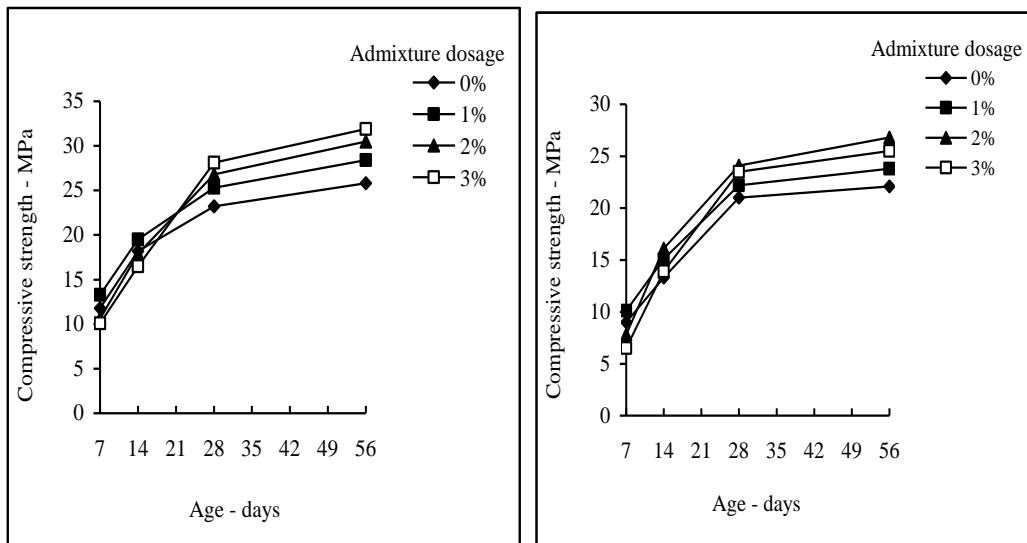 Admixture dosage
0%
1%
2%
3%
Compressive strength - MPa
35
30
25
20
15
10
5
0
7 14 21 28 35 42 49 56
Age - days
Admixture dosage
0%
1%
2%
3%
Compressive strength - MPa
30
25
20
15
10
5
0
7 14 21 28 35 42 49 56
Age - days